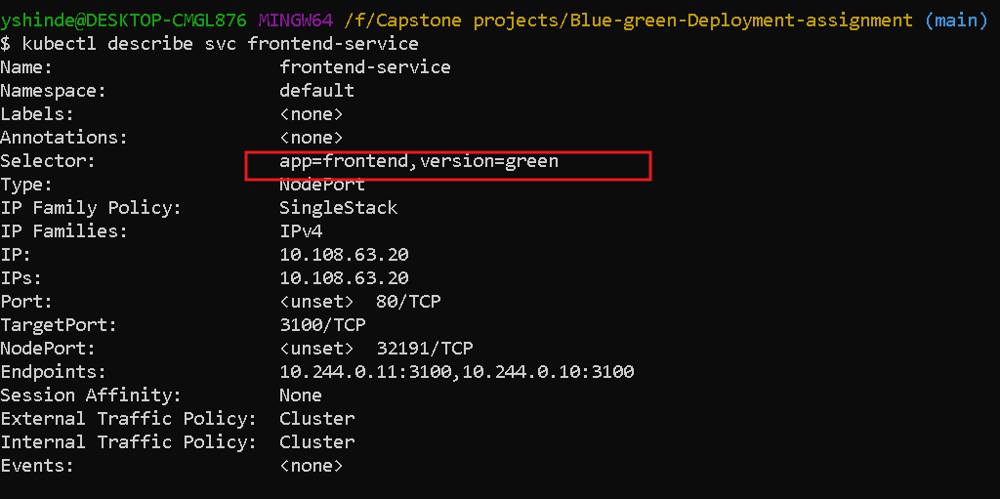 yshinde@DESKTOP-CMGL876 MINGW64 /f/Capstone projects/Blue-green-Deployment-assignment (main)
$ kubectl describe svc frontend-service
Name:                     frontend-service
Namespace:                default
Labels:                   <none>
Annotations:              <none>
Selector:                 app=frontend,version=green
Type:                     NodePort
IP Family Policy:         SingleStack
IP Families:              IPv4
IP:                       10.108.63.20
IPs:                      10.108.63.20
Port:                     <unset>  80/TCP
TargetPort:               3100/TCP
NodePort:                 <unset>  32191/TCP
Endpoints:                10.244.0.11:3100,10.244.0.10:3100
Session Affinity:         None
External Traffic Policy:  Cluster
Internal Traffic Policy:  Cluster
Events:                   <none>